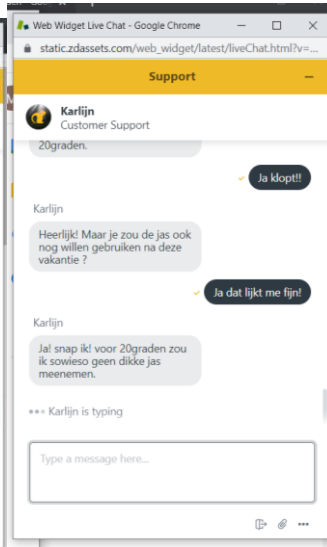 Web Widget Live Chat - Google Chrome
static.zdassets.com/web_widget/latest/liveChat.html?v=...
Support
Karlijn
Customer Support
20graden.
Ja klopt!!
Karlijn
Heerlijk! Maar je zou de jas ook
nog willen gebruiken na deze
vakantie ?
Ja dat lijkt me fijn!
Karlijn
Ja! snap ik! voor 20graden zou
ik sowieso geen dikke jas
meenemen.
Karlijn is typing
Type a message here...